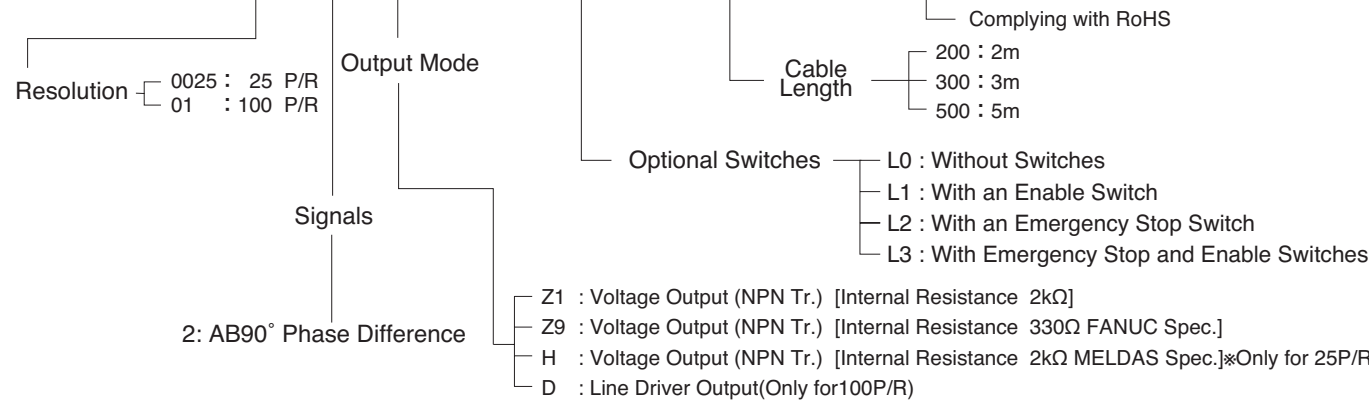 Complying with RoHS
Resolution
0025 : 25 P/R
01 : 100 P/R
Output Mode
Cable
Length
200 : 2m
300 : 3m
500 : 5m
Optional Switches
L0 : Without Switches
L1 : With an Enable Switch
L2 : With an Emergency Stop Switch
L3 : With Emergency Stop and Enable Switches
Signals
2: AB90° Phase Difference
Z1 : Voltage Output (NPN Tr.) [Internal Resistance 2kΩ]
Z9 : Voltage Output (NPN Tr.) [Internal Resistance 330Ω FANUC Spec.]
H : Voltage Output (NPN Tr.) [Internal Resistance 2kΩ MELDAS Spec.]※Only for 25P/R
D : Line Driver Output(Only for100P/R)